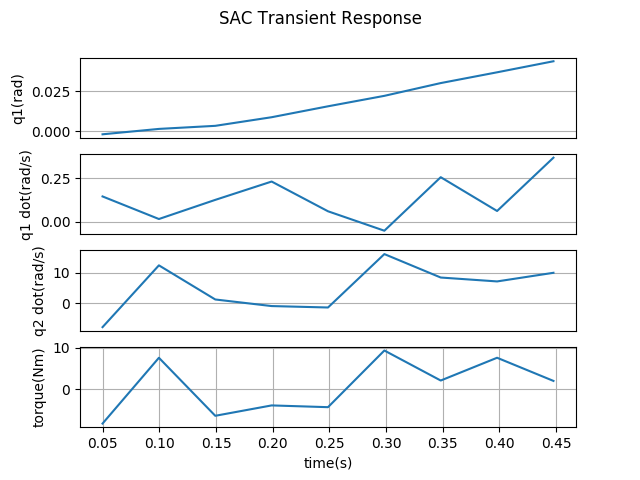 SAC Transient Response
q1(rad)
0.025
0.000
q1 dot(rad/s)
0.25
0.00
q2 dot(rad/s)
10
0
torque(Nm)
10
0
0.05 0.10 0.15 0.20 0.25 0.30 0.35 0.40 0.45
time(s)